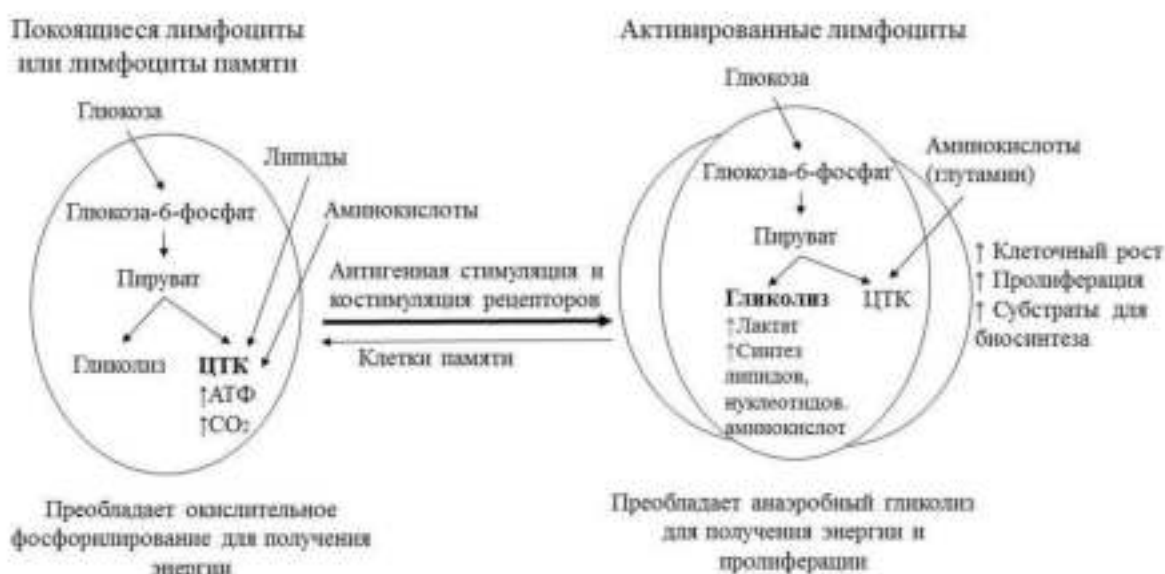 Покоящиеся лимфоциты
или лимфоциты памяти
Глюкоза
Липиды
Глюкоза-6-фосфат
Аминокислоты
Пируват
Гликолиз
ЦТК
↑АТФ
↑CO₂
Преобладает окислительное
фосфорилирование для получения
энергии
Антигенная стимуляция и
костимуляция рецепторов
Клетки памяти
Активированные лимфоциты
Глюкоза
Аминокислоты
(глутамин)
Глюкоза-6-фосфат
Пируват
Гликолиз
ЦТК
↑Лактат
↑Синтез
липидов,
нуклеотидов.
аминокислот
↑ Клеточный рост
↑ Пролиферация
↑ Субстраты для
биосинтеза
Преобладает анаэробный гликолиз
для получения энергии и
пролиферации